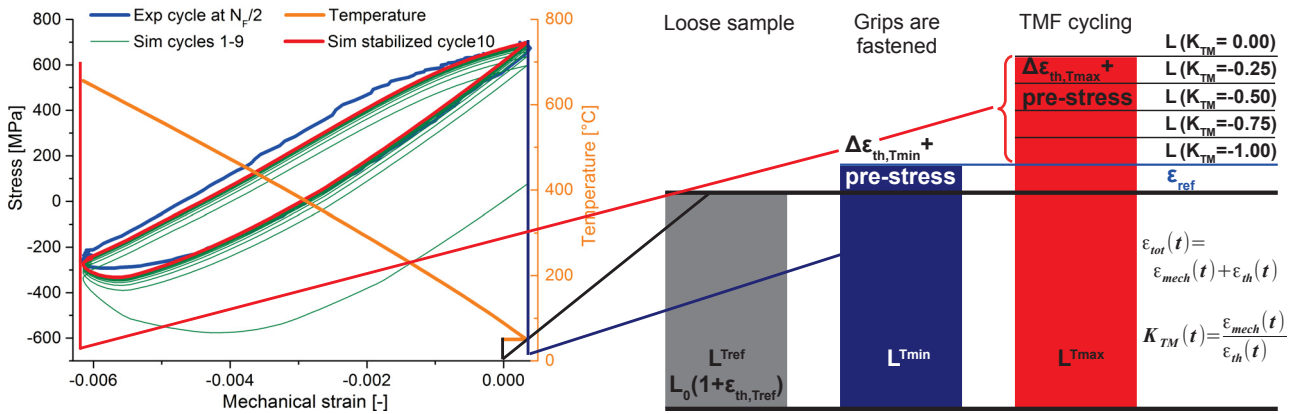 Exp cycle at N_F/2
Temperature
Sim cycles 1-9
Sim stabilized cycle10
800
600
400
200
0
-200
-400
-600
Stress [MPa]
-0.006
-0.004
-0.002
0.000
Mechanical strain [-]
800
600
400
200
0
Temperature [°C]
Loose sample
Grips are
fastened
TMF cycling
L (K_TM= 0.00)
L (K_TM=-0.25)
L (K_TM=-0.50)
L (K_TM=-0.75)
L (K_TM=-1.00)
Δε_th,Tmax+
pre-stress
Δε_th,Tmin+
pre-stress
ε_ref
ε_tot(t)=
ε_mech(t)+ε_th(t)
K_TM(t)=ε_mech(t)/ε_th(t)
L^Tref
L_0(1+ε_th,Tref)
L^Tmin
L^Tmax